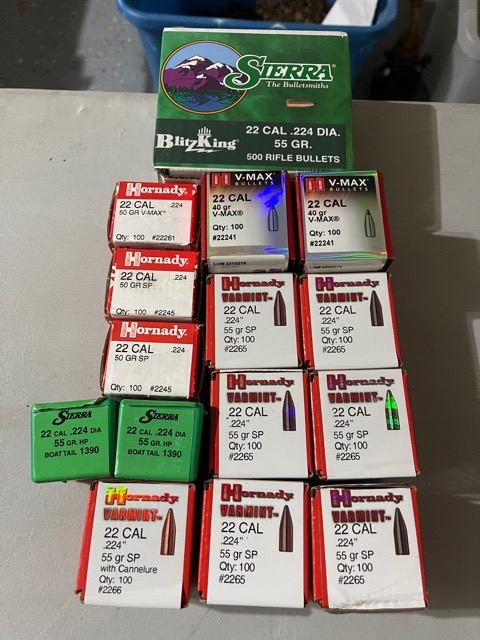 SIERRA®
The Bulletsmiths
BlitzKing
22 CAL .224 DIA.
55 GR.
500 RIFLE BULLETS
Hornady.
22 CAL .224
50 GR V-MAX™
Qty: 100 #22261
H V-MAX®
BULLETS
22 CAL
40 gr
V-MAX®
Qty: 100
#22241
H V-MAX®
BULLETS
22 CAL
40 gr
V-MAX®
Qty: 100
#22241
Hornady.
22 CAL .224
50 GR SP
Qty: 100 #2245
Hornady
VARMINT™
22 CAL
.224"
55 gr SP
Qty: 100
#2265
Hornady
VARMINT™
22 CAL
.224"
55 gr SP
Qty: 100
#2265
Hornady.
22 CAL .224
50 GR SP
Qty: 100 #2245
Hornady
VARMINT™
22 CAL
.224"
55 gr SP
Qty: 100
#2265
Hornady
VARMINT™
22 CAL
.224"
55 gr SP
Qty: 100
#2265
SIERRA
22 CAL .224 DIA
55 GR. HP
BOAT TAIL 1390
SIERRA
22 CAL .224 DIA
55 GR. HP
BOAT TAIL 1390
Hornady
VARMINT™
22 CAL
.224"
55 gr SP
with Cannelure
Qty: 100
#2266
Hornady
VARMINT™
22 CAL
.224"
55 gr SP
Qty: 100
#2265
Hornady
VARMINT™
22 CAL
.224"
55 gr SP
Qty: 100
#2265